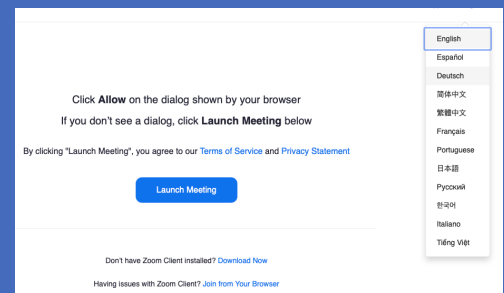 Click Allow on the dialog shown by your browser
If you don't see a dialog, click Launch Meeting below
By clicking "Launch Meeting", you agree to our Terms of Service and Privacy Statement
Launch Meeting
Don't have Zoom Client installed? Download Now
Having issues with Zoom Client? Join from Your Browser
English
Español
Deutsch
简体中文
繁體中文
Français
Portuguese
日本語
Русский
한국어
Italiano
Tiếng Việt